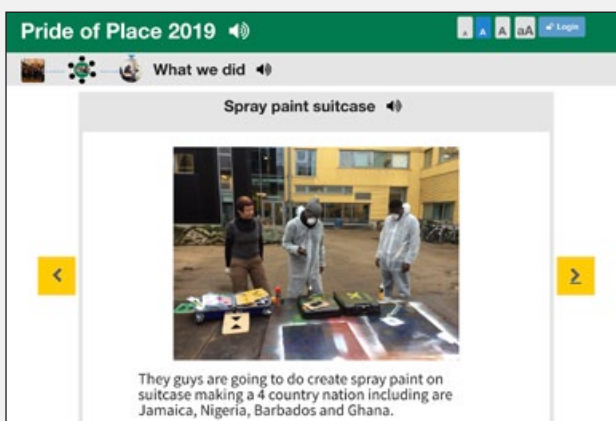 Pride of Place 2019
A A A aA Login
What we did
Spray paint suitcase
They guys are going to do create spray paint on
suitcase making a 4 country nation including are
Jamaica, Nigeria, Barbados and Ghana.